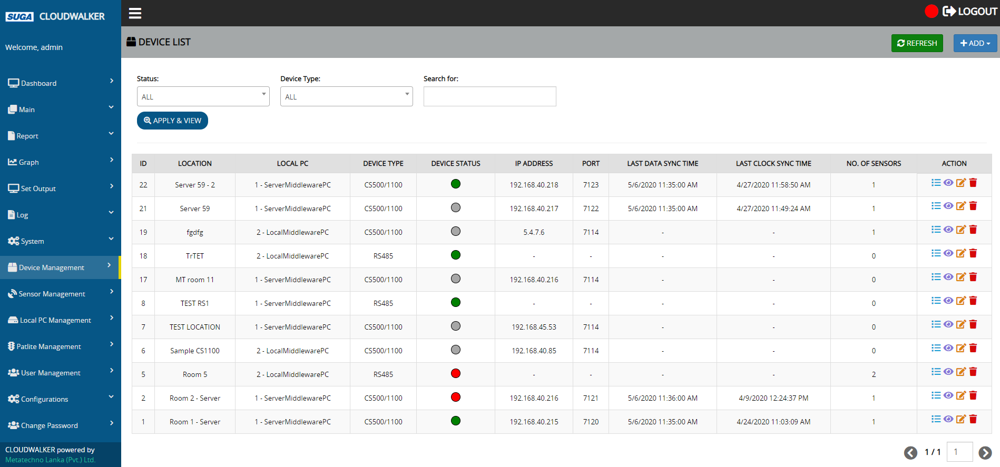 SUGA CLOUDWALKER
LOGOUT
Welcome, admin
DEVICE LIST
REFRESH
ADD
Dashboard
Main
Report
Graph
Set Output
Log
System
Device Management
Sensor Management
Local PC Management
Patlite Management
User Management
Configurations
Change Password
CLOUDWALKER powered by
Metatechno Lanka (Pvt.) Ltd.
Status: Device Type: Search for:
ALL ALL
APPLY & VIEW
ID LOCATION LOCAL PC DEVICE TYPE DEVICE STATUS IP ADDRESS PORT LAST DATA SYNC TIME LAST CLOCK SYNC TIME NO. OF SENSORS ACTION
22 Server 59 - 2 1 - ServerMiddlewarePC CS500/1100 192.168.40.218 7123 5/6/2020 11:35:00 AM 4/27/2020 11:58:50 AM 1
21 Server 59 1 - ServerMiddlewarePC CS500/1100 192.168.40.217 7122 5/6/2020 11:35:00 AM 4/27/2020 11:49:24 AM 1
19 fgdfg 2 - LocalMiddlewarePC CS500/1100 5.4.7.6 7114 - - 1
18 TrTET 2 - LocalMiddlewarePC RS485 - - - - 0
17 MT room 11 1 - ServerMiddlewarePC CS500/1100 192.168.40.216 7114 - - 0
8 TEST RS1 1 - ServerMiddlewarePC RS485 - - - - 0
7 TEST LOCATION 1 - ServerMiddlewarePC CS500/1100 192.168.45.53 7114 - - 0
6 Sample CS1100 2 - LocalMiddlewarePC CS500/1100 192.168.40.85 7114 - - 0
5 Room 5 2 - LocalMiddlewarePC RS485 - - - - 2
2 Room 2 - Server 1 - ServerMiddlewarePC CS500/1100 192.168.40.216 7121 5/6/2020 11:36:00 AM 4/9/2020 12:24:37 PM 1
1 Room 1 - Server 1 - ServerMiddlewarePC CS500/1100 192.168.40.215 7120 5/6/2020 11:35:00 AM 4/24/2020 11:03:09 AM 1
1 / 1 1